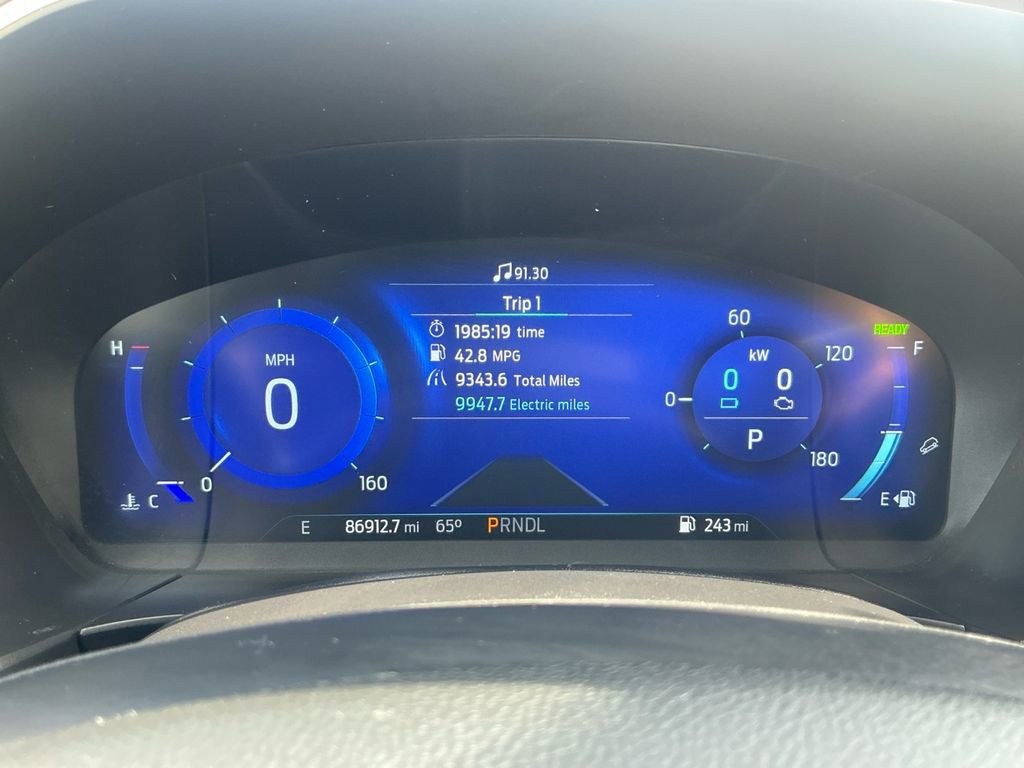 91.30
Trip 1
1985:19 time
42.8 MPG
9343.6 Total Miles
9947.7 Electric miles
H
C
MPH
0
0
160
60
120
0
180
kW
0 0
P
READY
F
E
E 86912.7 mi 65º PRNDL 243 mi